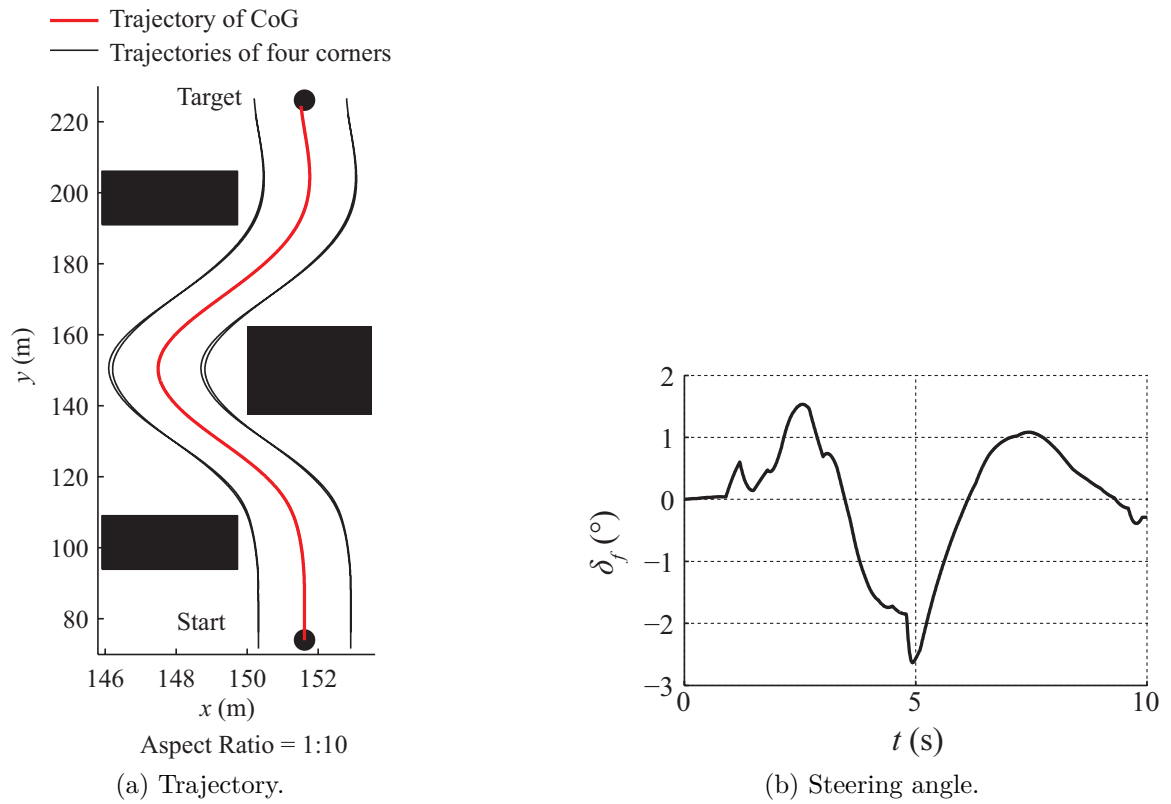 Trajectory of CoG
Trajectories of four corners
Target
220
200
180
160
140
120
100
80
y (m)
Start
146 148 150 152
x (m)
Aspect Ratio = 1:10
(a) Trajectory.
2
1
0
−1
−2
−3
δf (°)
0 5 10
t (s)
(b) Steering angle.